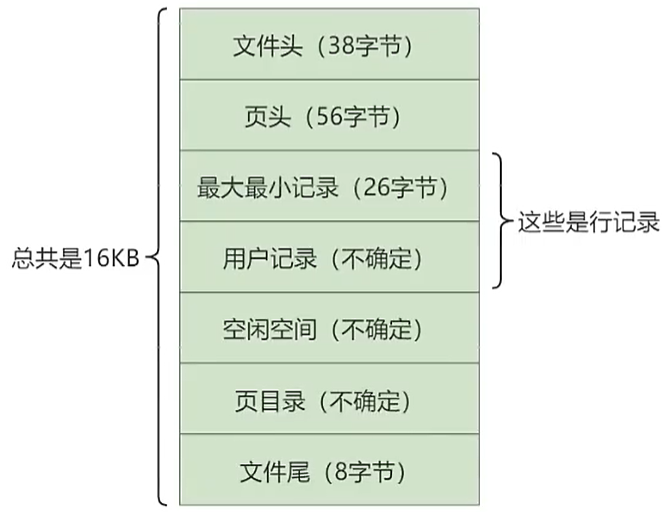 文件头（38字节）
页头（56字节）
最大最小记录（26字节）
这些是行记录
总共是16KB
用户记录（不确定）
空闲空间（不确定）
页目录（不确定）
文件尾（8字节）